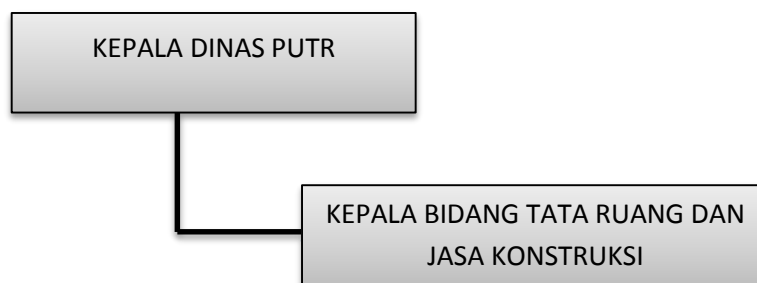 KEPALA DINAS PUTR
KEPALA BIDANG TATA RUANG DAN
JASA KONSTRUKSI